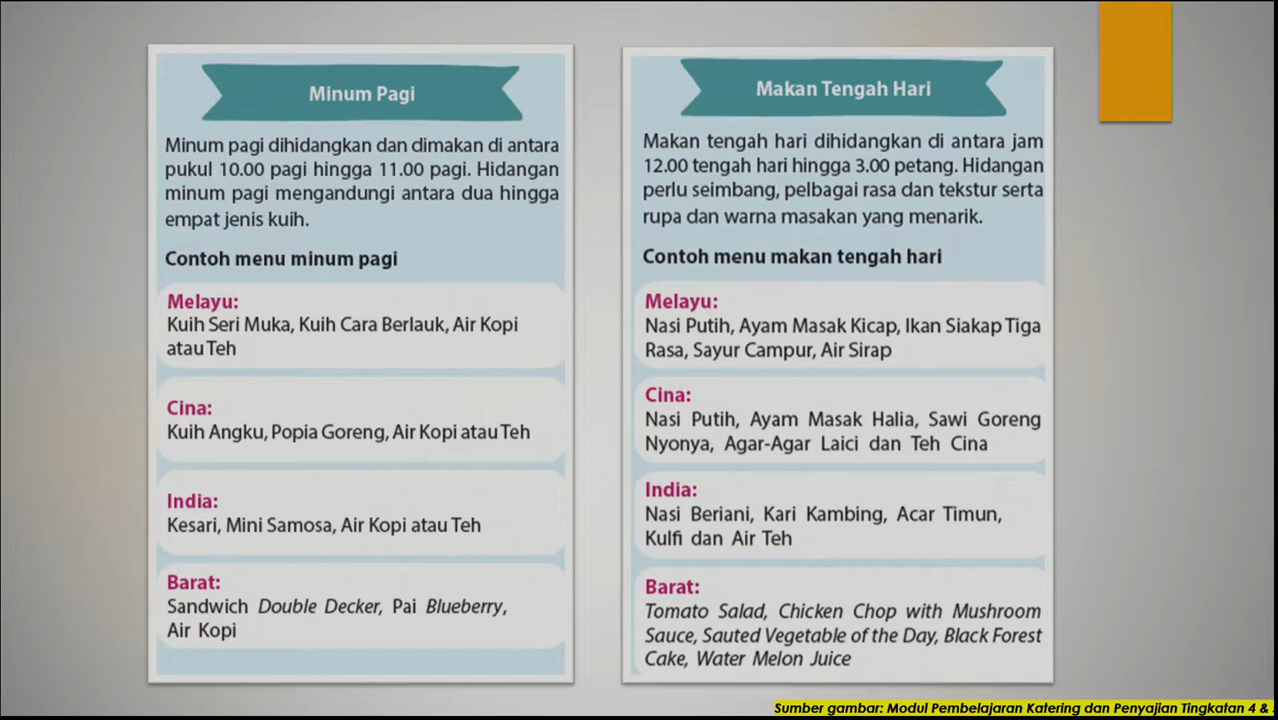 Minum Pagi
Minum pagi dihidangkan dan dimakan di antara
pukul 10.00 pagi hingga 11.00 pagi. Hidangan
minum pagi mengandungi antara dua hingga
empat jenis kuih.
Contoh menu minum pagi
Melayu:
Kuih Seri Muka, Kuih Cara Berlauk, Air Kopi
atau Teh
Cina:
Kuih Angku, Popia Goreng, Air Kopi atau Teh
India:
Kesari, Mini Samosa, Air Kopi atau Teh
Barat:
Sandwich Double Decker, Pai Blueberry,
Air Kopi
Makan Tengah Hari
Makan tengah hari dihidangkan di antara jam
12.00 tengah hari hingga 3.00 petang. Hidangan
perlu seimbang, pelbagai rasa dan tekstur serta
rupa dan warna masakan yang menarik.
Contoh menu makan tengah hari
Melayu:
Nasi Putih, Ayam Masak Kicap, Ikan Siakap Tiga
Rasa, Sayur Campur, Air Sirap
Cina:
Nasi Putih, Ayam Masak Halia, Sawi Goreng
Nyonya, Agar-Agar Laici dan Teh Cina
India:
Nasi Beriani, Kari Kambing, Acar Timun,
Kulfi dan Air Teh
Barat:
Tomato Salad, Chicken Chop with Mushroom
Sauce, Sauted Vegetable of the Day, Black Forest
Cake, Water Melon Juice
Sumber gambar: Modul Pembelajaran Katering dan Penyajian Tingkatan 4 &